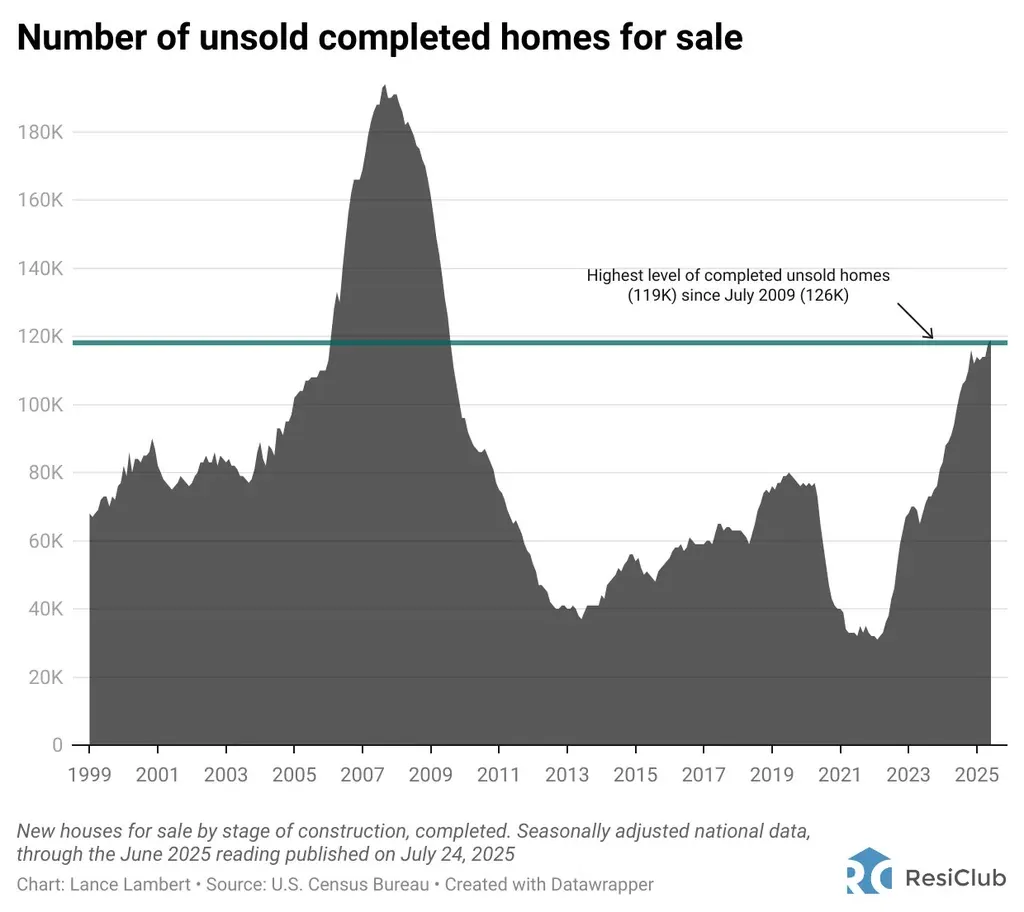 Number of unsold completed homes for sale
180K
160K
140K
Highest level of completed unsold homes
(119K) since July 2009 (126K)
120K
100K
80K
60K
40K
20K
0
1999 2001 2003 2005 2007 2009 2011 2013 2015 2017 2019 2021 2023 2025
New houses for sale by stage of construction, completed. Seasonally adjusted national data,
through the June 2025 reading published on July 24, 2025
Chart: Lance Lambert • Source: U.S. Census Bureau • Created with Datawrapper
RC ResiClub